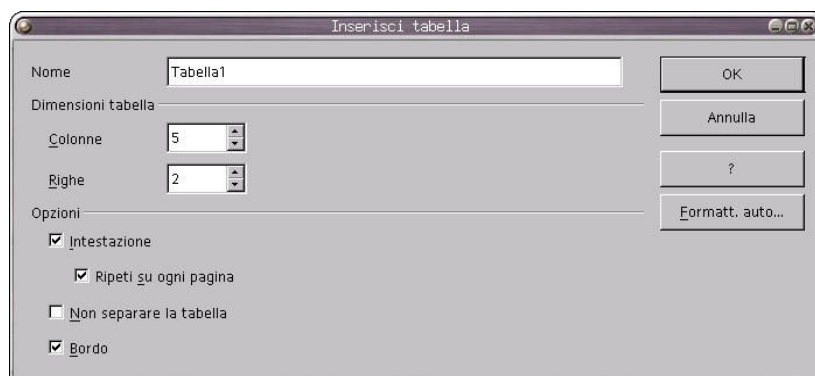 Inserisci tabella
Nome
Tabella1
OK
Dimensioni tabella
Annulla
Colonne
5
?
Righe
2
Formatt. auto...
Opzioni
Intestazione
Ripeti su ogni pagina
Non separare la tabella
Bordo